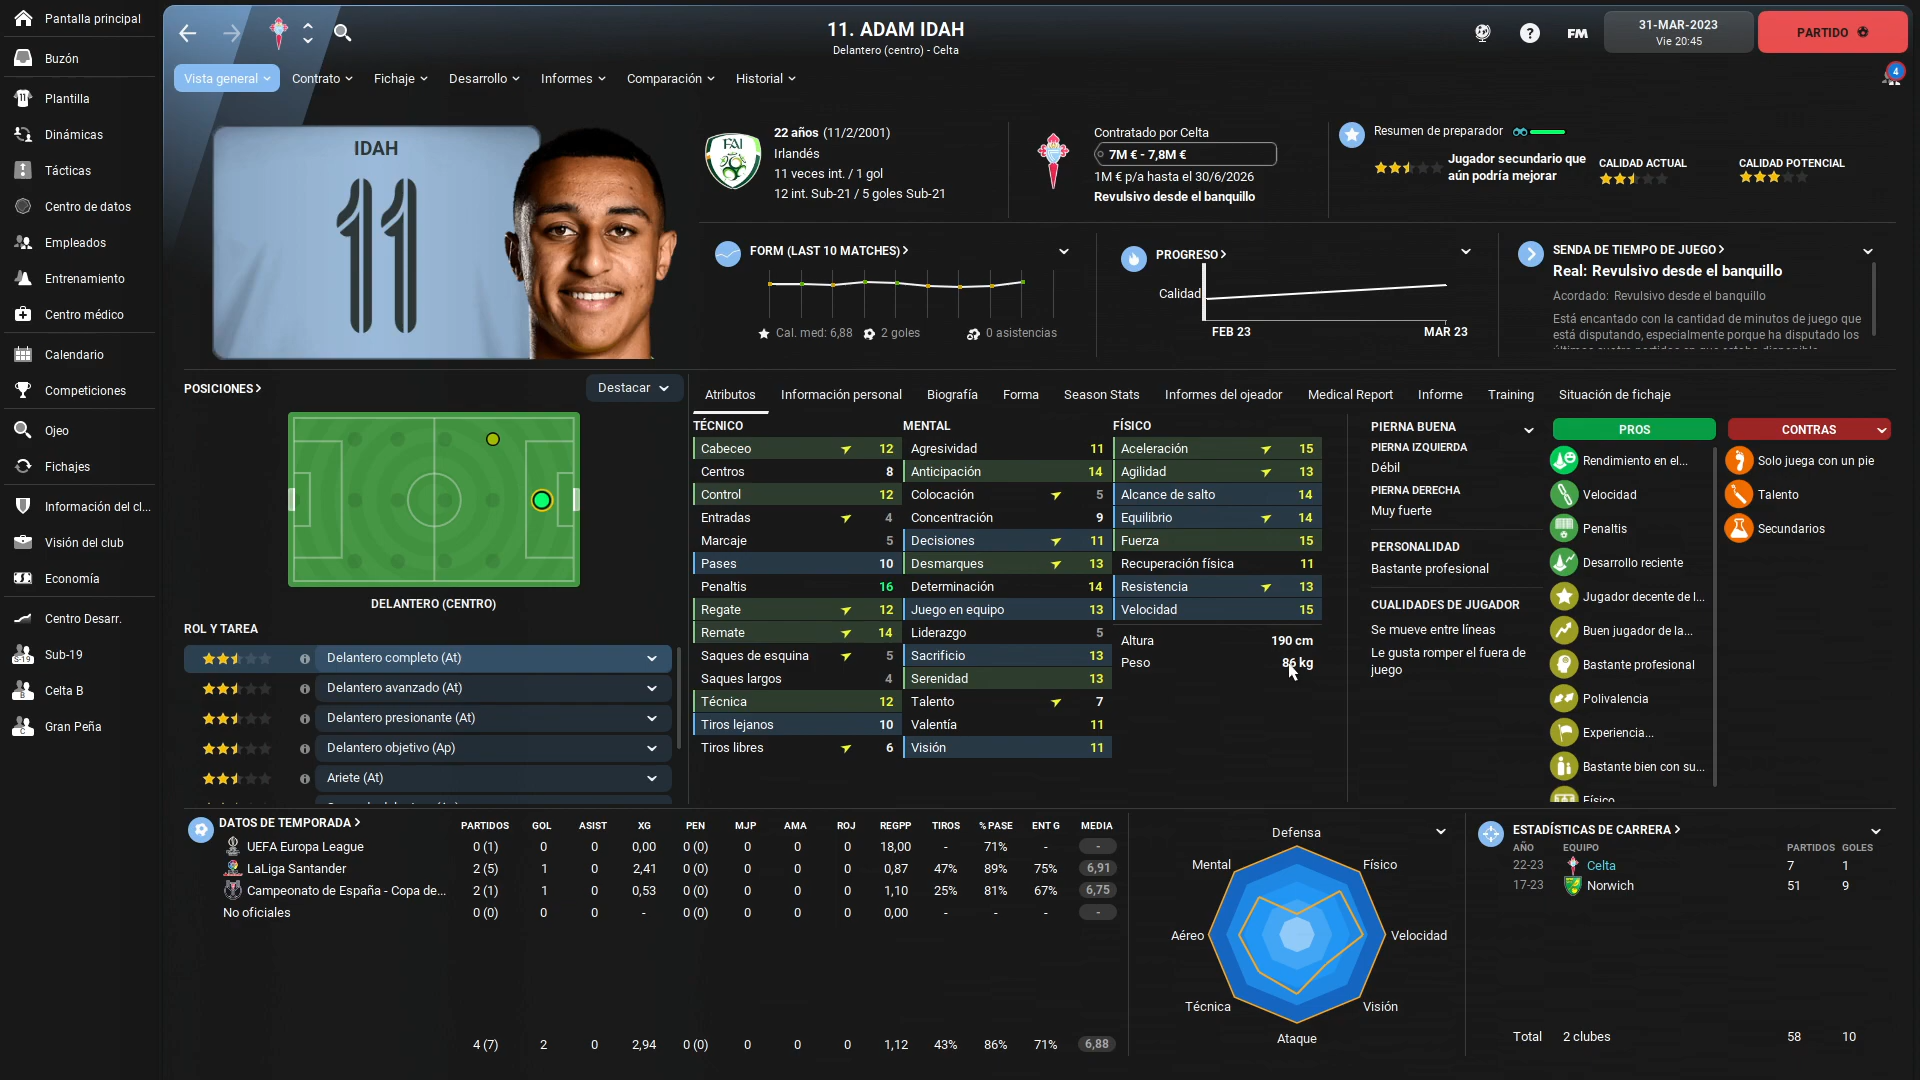 Pantalla principal
Buzón
Plantilla
Dinámicas
Tácticas
Centro de datos
Empleados
Entrenamiento
Centro médico
Calendario
Competiciones
Ojeo
Fichajes
Información del cl...
Visión del club
Economía
Centro Desarr.
Sub-19
Celta B
Gran Peña
11. ADAM IDAH
Delantero (centro) - Celta
FM
31-MAR-2023
Vie 20:45
PARTIDO
4
Vista general
Contrato
Fichaje
Desarrollo
Informes
Comparación
Historial
IDAH
11
FAI
22 años (11/2/2001)
Irlandés
11 veces int. / 1 gol
12 int. Sub-21 / 5 goles Sub-21
Contratado por Celta
7M € - 7,8M €
1M € p/a hasta el 30/6/2026
Revulsivo desde el banquillo
Resumen de preparador
Jugador secundario que
aún podría mejorar
CALIDAD ACTUAL
CALIDAD POTENCIAL
FORM (LAST 10 MATCHES)
Cal. med: 6,88
2 goles
0 asistencias
PROGRESO
Calidad
FEB 23
MAR 23
SENDA DE TIEMPO DE JUEGO
Real: Revulsivo desde el banquillo
Acordado: Revulsivo desde el banquillo
Está encantado con la cantidad de minutos de juego que
está disputando, especialmente porque ha disputado los
POSICIONES
Destacar
DELANTERO (CENTRO)
ROL Y TAREA
Delantero completo (At)
Delantero avanzado (At)
Delantero presionante (At)
Delantero objetivo (Ap)
Ariete (At)
Atributos
Información personal
Biografía
Forma
Season Stats
Informes del ojeador
Medical Report
Informe
Training
Situación de fichaje
TÉCNICO
Cabeceo 12
Centros 8
Control 12
Entradas 4
Marcaje 5
Pases 10
Penaltis 16
Regate 12
Remate 14
Saques de esquina 5
Saques largos 4
Técnica 12
Tiros lejanos 10
Tiros libres 6
MENTAL
Agresividad 11
Anticipación 14
Colocación 5
Concentración 9
Decisiones 11
Desmarques 13
Determinación 14
Juego en equipo 13
Liderazgo 5
Sacrificio 13
Serenidad 13
Talento 7
Valentía 11
Visión 11
FÍSICO
Aceleración 15
Agilidad 13
Alcance de salto 14
Equilibrio 14
Fuerza 15
Recuperación física 11
Resistencia 13
Velocidad 15
Altura 190 cm
Peso 86 kg
PIERNA BUENA
PIERNA IZQUIERDA
Débil
PIERNA DERECHA
Muy fuerte
PERSONALIDAD
Bastante profesional
CUALIDADES DE JUGADOR
Se mueve entre líneas
Le gusta romper el fuera de
juego
PROS
Rendimiento en el...
Velocidad
Penaltis
Desarrollo reciente
Jugador decente de l...
Buen jugador de la...
Bastante profesional
Polivalencia
Experiencia...
Bastante bien con su...
Físico
CONTRAS
Solo juega con un pie
Talento
Secundarios
DATOS DE TEMPORADA PARTIDOS GOL ASIST XG PEN MJP AMA ROJ REGPP TIROS % PASE ENT G MEDIA
UEFA Europa League 0 (1) 0 0 0,00 0 (0) 0 0 0 18,00 - 71% - -
LaLiga Santander 2 (5) 1 0 2,41 0 (0) 0 0 0 0,87 47% 89% 75% 6,91
Campeonato de España - Copa de... 2 (1) 1 0 0,53 0 (0) 0 0 0 1,10 25% 81% 67% 6,75
No oficiales 0 (0) 0 0 - 0 (0) 0 0 0 0,00 - - - -
4 (7) 2 0 2,94 0 (0) 0 0 0 1,12 43% 86% 71% 6,88
Defensa
Mental
Físico
Aéreo
Velocidad
Técnica
Visión
Ataque
ESTADÍSTICAS DE CARRERA
AÑO EQUIPO PARTIDOS GOLES
22-23 Celta 7 1
17-23 Norwich 51 9
Total 2 clubes 58 10